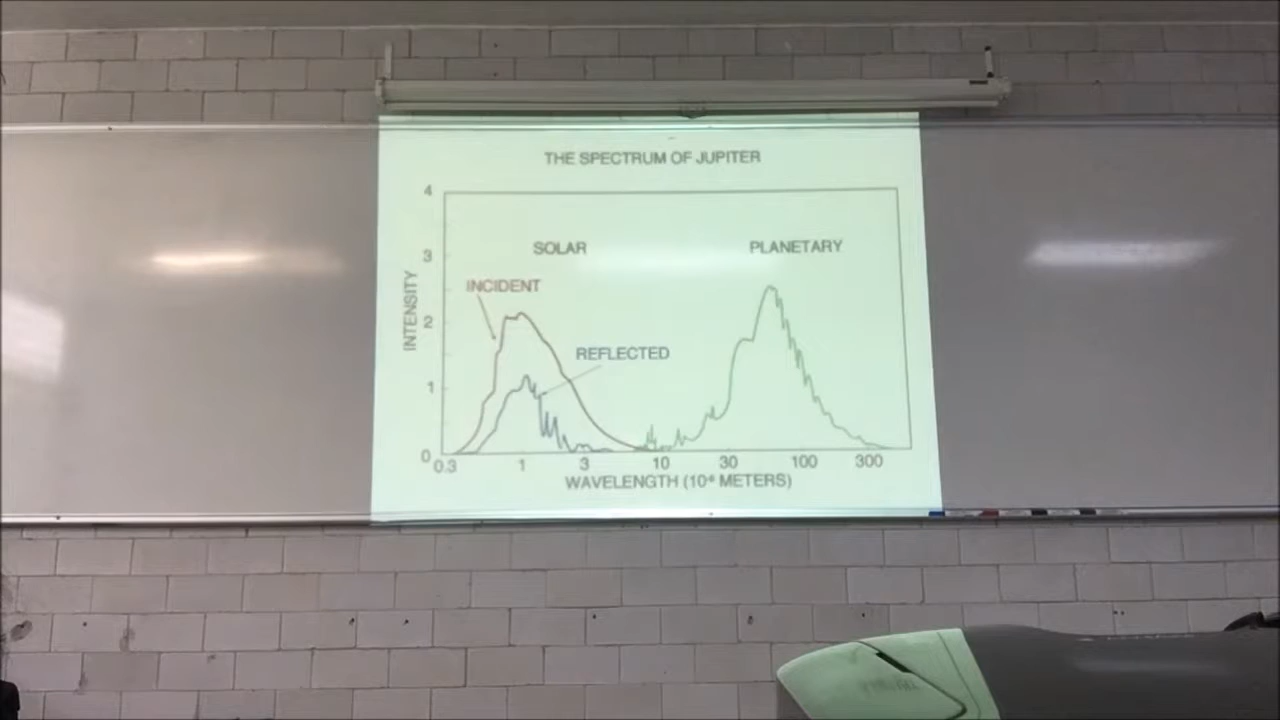 THE SPECTRUM OF JUPITER
4
SOLAR
PLANETARY
3
INCIDENT
INTENSITY
2
REFLECTED
1
0
0.3 1 3 10 30 100 300
WAVELENGTH (10⁻⁶ METERS)